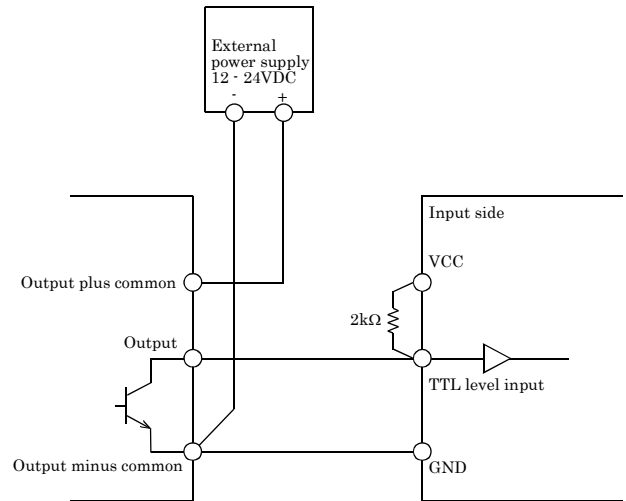 External
power supply
12 - 24VDC
- +
Input side
VCC
Output plus common
2kΩ
Output
TTL level input
Output minus common
GND